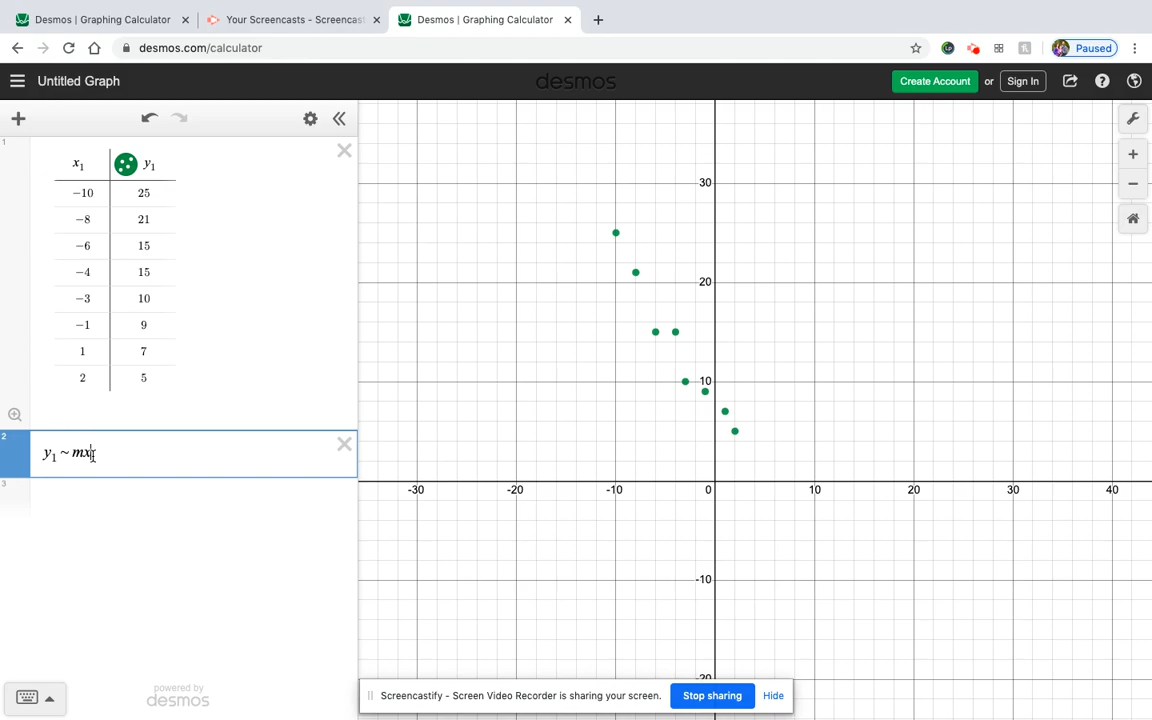 Desmos | Graphing Calculator
Your Screencasts - Screencast
Desmos | Graphing Calculator
desmos.com/calculator
Paused
Untitled Graph
desmos
Create Account or Sign In
1
x1 y1
−10 25
−8 21
−6 15
−4 15
−3 10
−1 9
1 7
2 5
2
y1 ~ mx
3
30
20
10
-30 -20 -10 0 10 20 30 40
-10
-20
powered by
desmos
Screencastify - Screen Video Recorder is sharing your screen. Stop sharing Hide